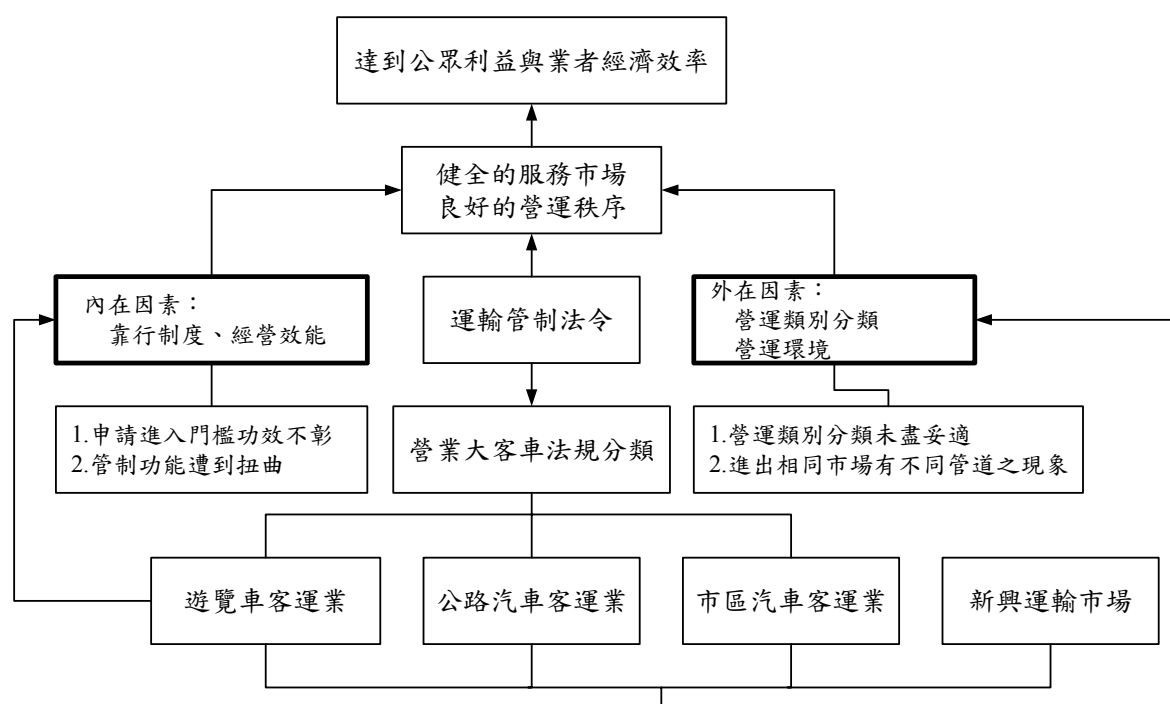 達到公眾利益與業者經濟效率
健全的服務市場
良好的營運秩序
內在因素：
靠行制度、經營效能
運輸管制法令
外在因素：
營運類別分類
營運環境
1.申請進入門檻功效不彰
2.管制功能遭到扭曲
營業大客車法規分類
1.營運類別分類未盡妥適
2.進出相同市場有不同管道之現象
遊覽車客運業
公路汽車客運業
市區汽車客運業
新興運輸市場